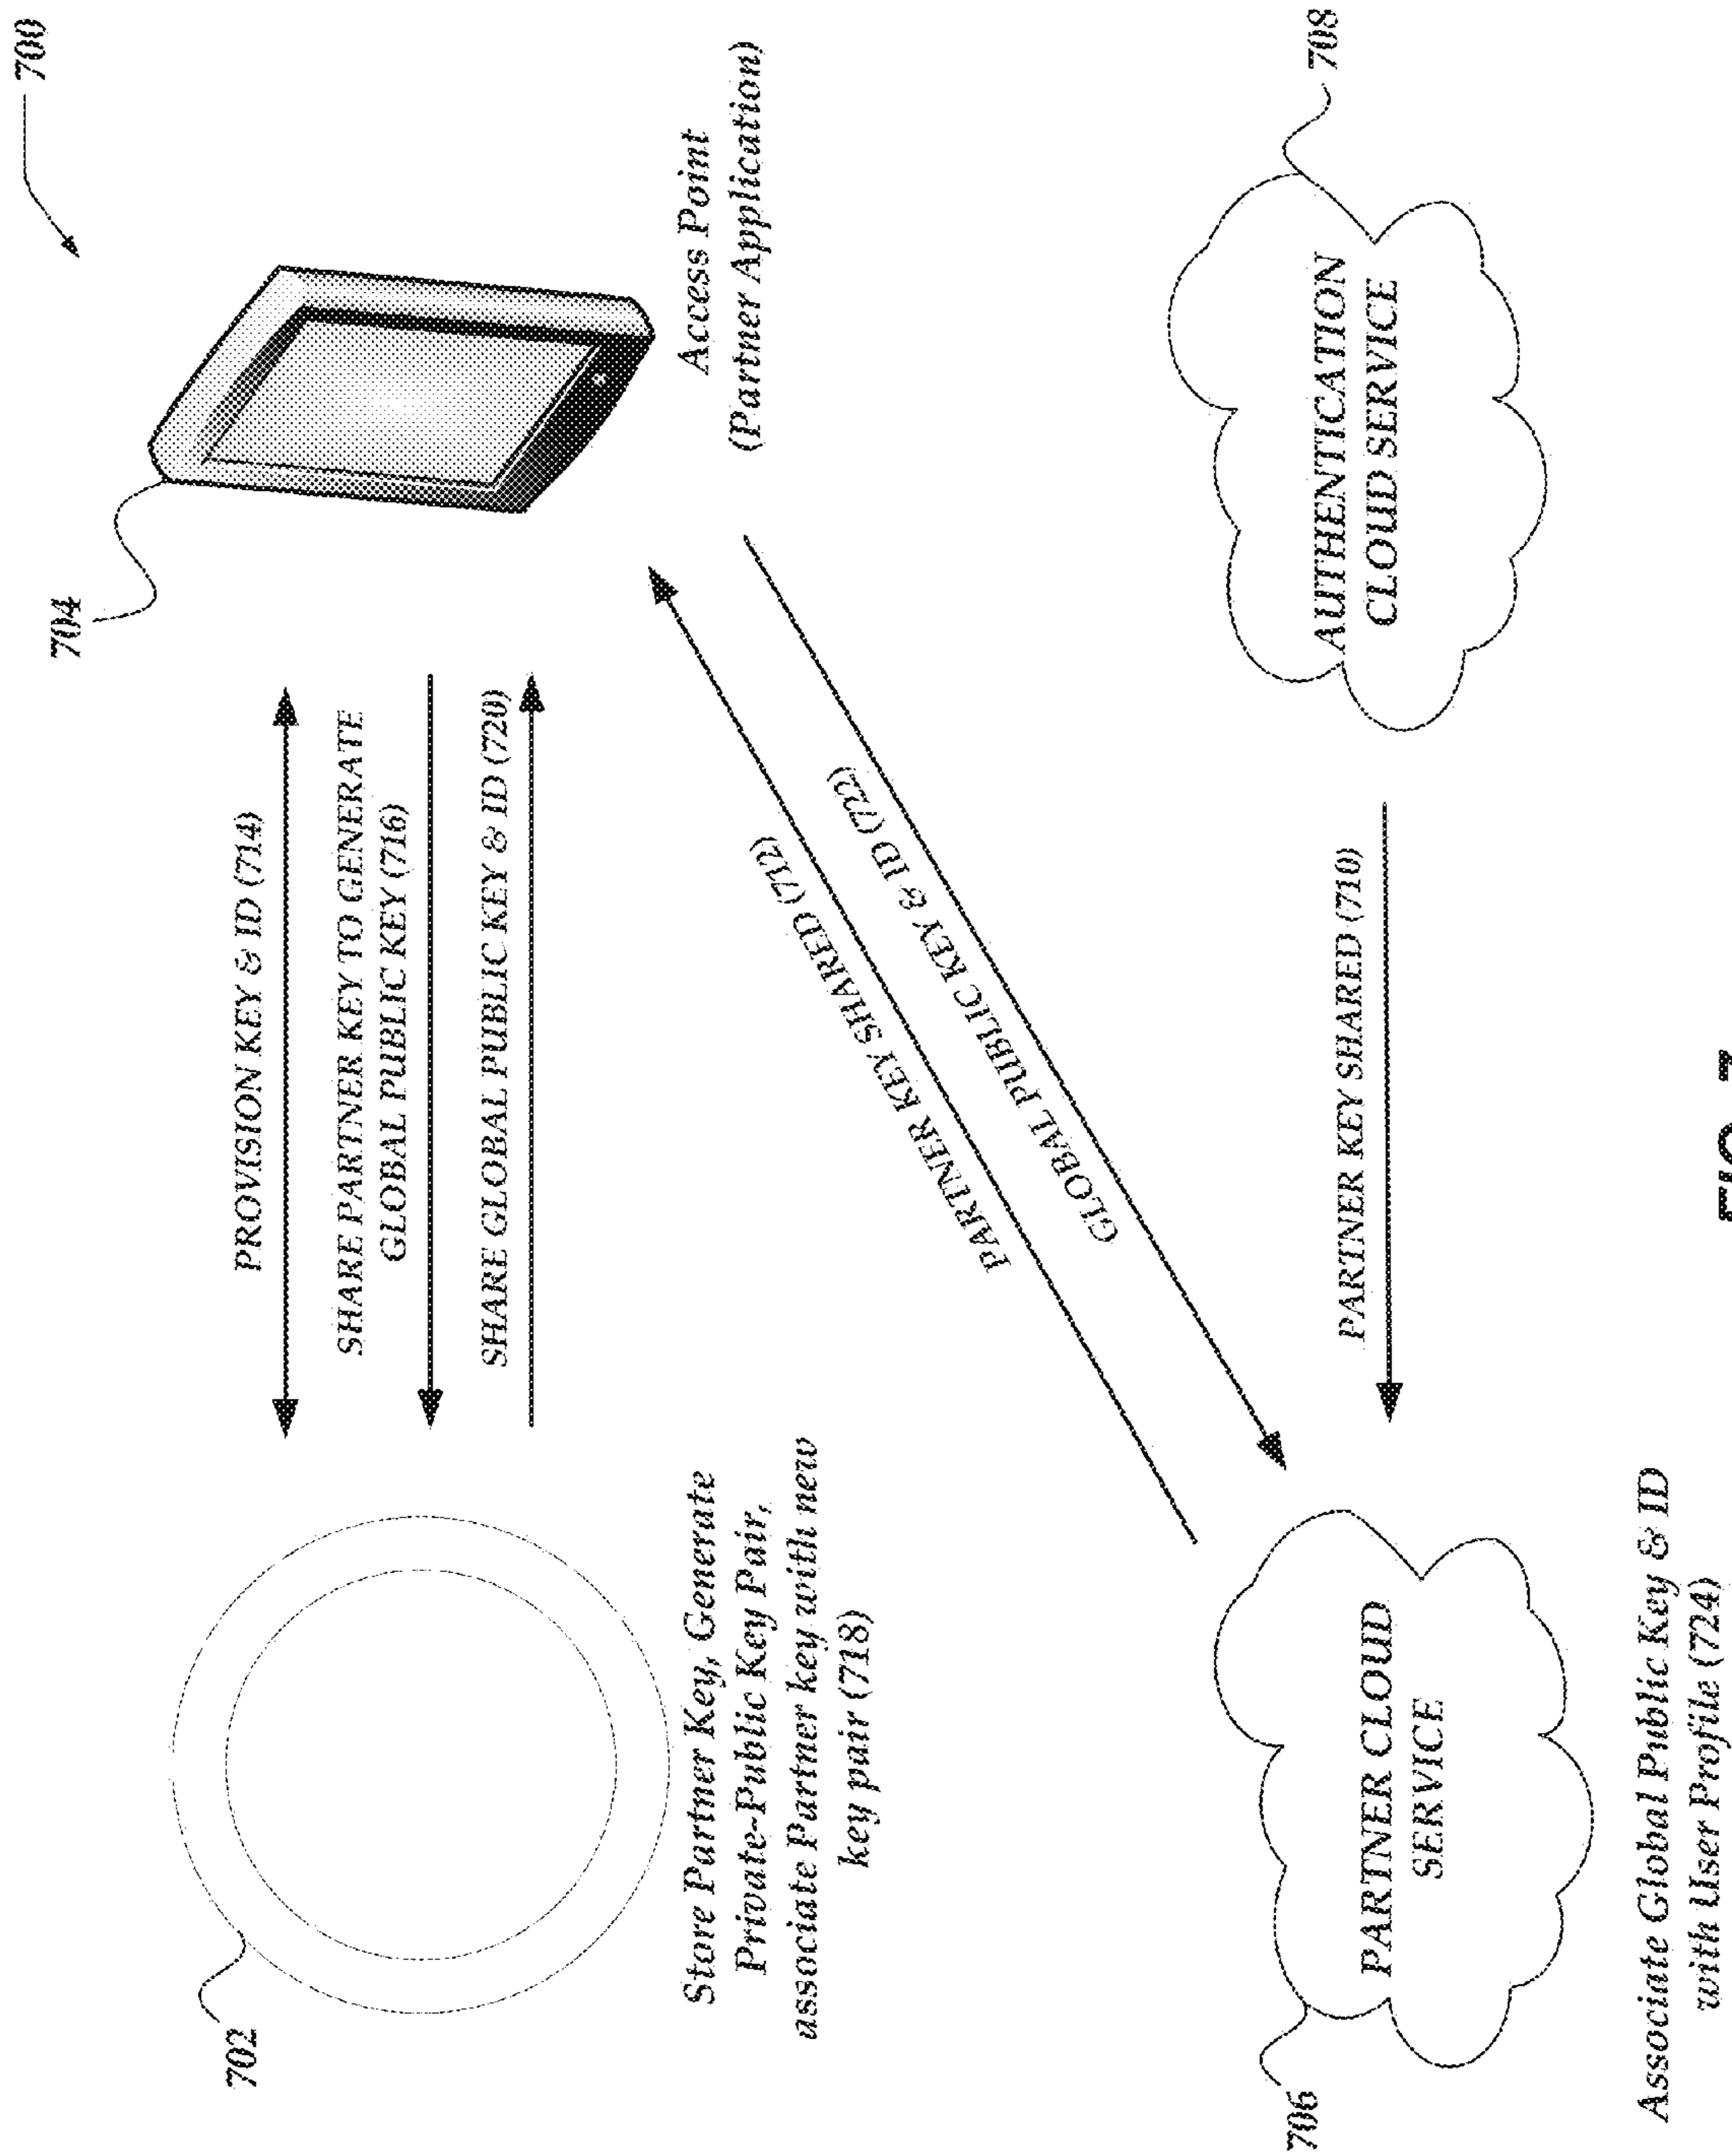 700
704
PROVISION KEY & ID (714)
SHARE PARTNER KEY TO GENERATE
GLOBAL PUBLIC KEY (716)
SHARE GLOBAL PUBLIC KEY & ID (720)
702
Store Partner Key, Generate
Private-Public Key Pair,
associate Partner key with new
key pair (718)
Access Point
(Partner Application)
PARTNER KEY SHARED (712)
GLOBAL PUBLIC KEY & ID (722)
706
PARTNER CLOUD
SERVICE
PARTNER KEY SHARED (710)
AUTHENTICATION
CLOUD SERVICE
708
Associate Global Public Key & ID
with User Profile (724)